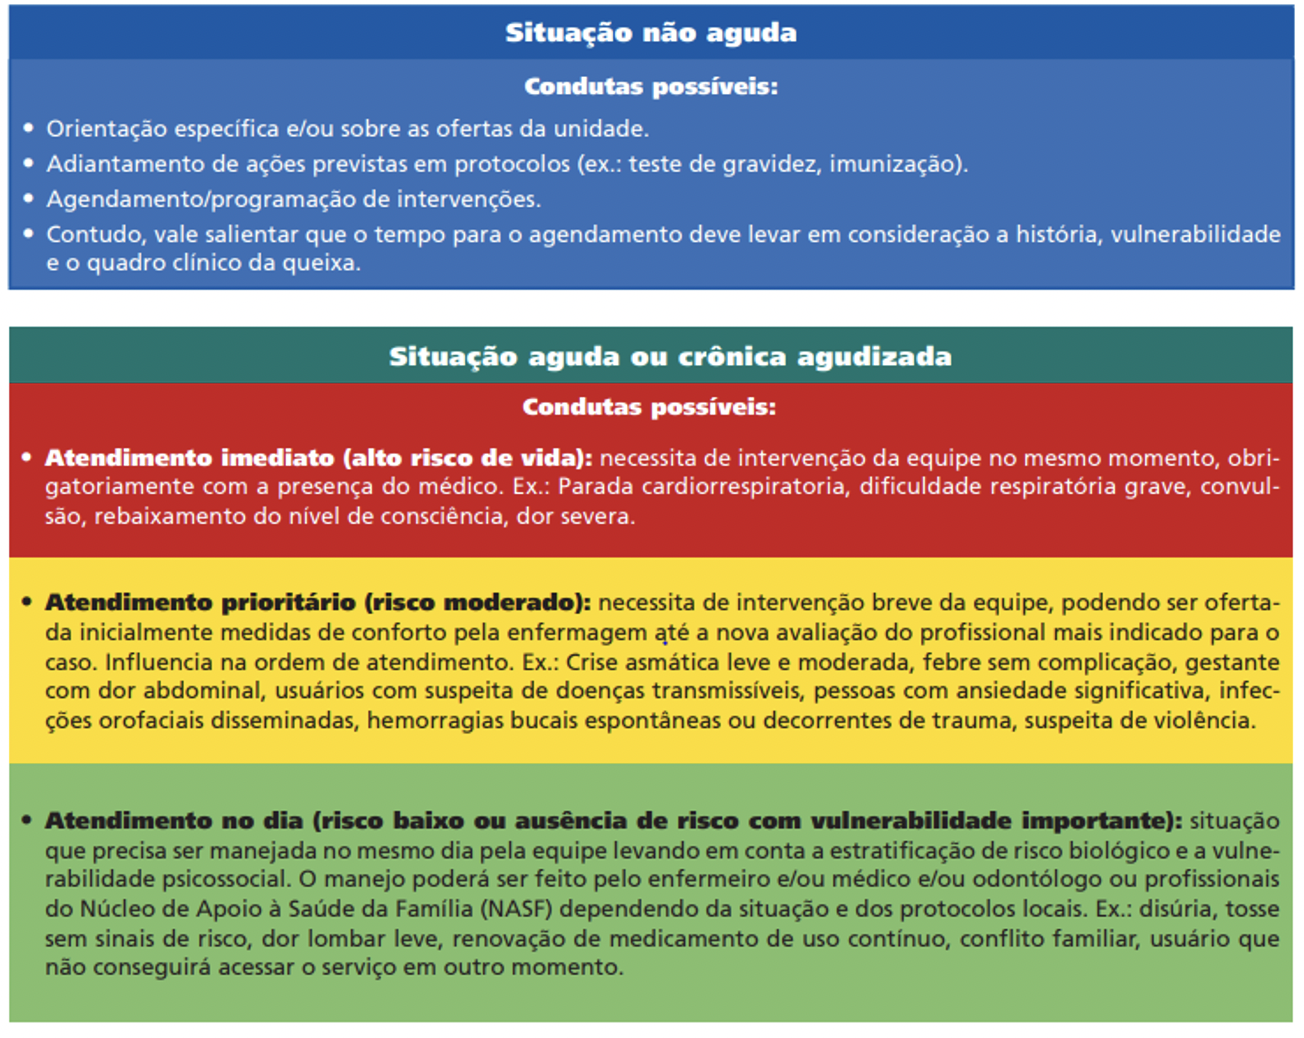 Situação não aguda
Condutas possíveis:
• Orientação específica e/ou sobre as ofertas da unidade.
• Adiantamento de ações previstas em protocolos (ex.: teste de gravidez, imunização).
• Agendamento/programação de intervenções.
• Contudo, vale salientar que o tempo para o agendamento deve levar em consideração a história, vulnerabilidade
e o quadro clínico da queixa.
Situação aguda ou crônica agudizada
Condutas possíveis:
• Atendimento imediato (alto risco de vida): necessita de intervenção da equipe no mesmo momento, obri-
gatoriamente com a presença do médico. Ex.: Parada cardiorrespiratoria, dificuldade respiratória grave, convul-
são, rebaixamento do nível de consciência, dor severa.
• Atendimento prioritário (risco moderado): necessita de intervenção breve da equipe, podendo ser oferta-
da inicialmente medidas de conforto pela enfermagem até a nova avaliação do profissional mais indicado para o
caso. Influencia na ordem de atendimento. Ex.: Crise asmática leve e moderada, febre sem complicação, gestante
com dor abdominal, usuários com suspeita de doenças transmissíveis, pessoas com ansiedade significativa, infec-
ções orofaciais disseminadas, hemorragias bucais espontâneas ou decorrentes de trauma, suspeita de violência.
• Atendimento no dia (risco baixo ou ausência de risco com vulnerabilidade importante): situação
que precisa ser manejada no mesmo dia pela equipe levando em conta a estratificação de risco biológico e a vulne-
rabilidade psicossocial. O manejo poderá ser feito pelo enfermeiro e/ou médico e/ou odontólogo ou profissionais
do Núcleo de Apoio à Saúde da Família (NASF) dependendo da situação e dos protocolos locais. Ex.: disúria, tosse
sem sinais de risco, dor lombar leve, renovação de medicamento de uso contínuo, conflito familiar, usuário que
não conseguirá acessar o serviço em outro momento.